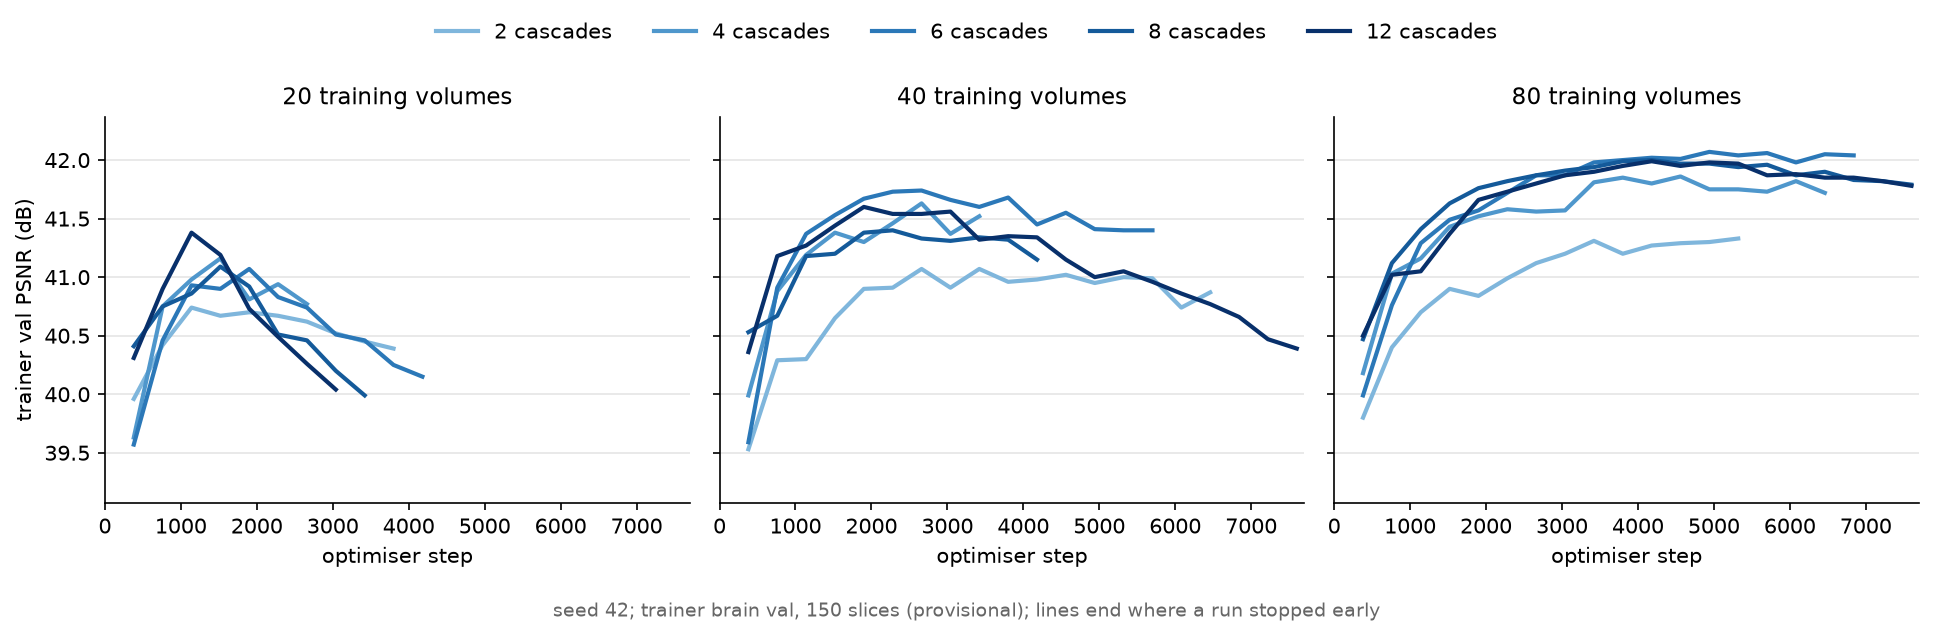 2 cascades 4 cascades 6 cascades 8 cascades 12 cascades
20 training volumes 40 training volumes 80 training volumes
trainer val PSNR (dB)
42.0
41.5
41.0
40.5
40.0
39.5
0 1000 2000 3000 4000 5000 6000 7000 0 1000 2000 3000 4000 5000 6000 7000 0 1000 2000 3000 4000 5000 6000 7000
optimiser step optimiser step optimiser step
seed 42; trainer brain val, 150 slices (provisional); lines end where a run stopped early